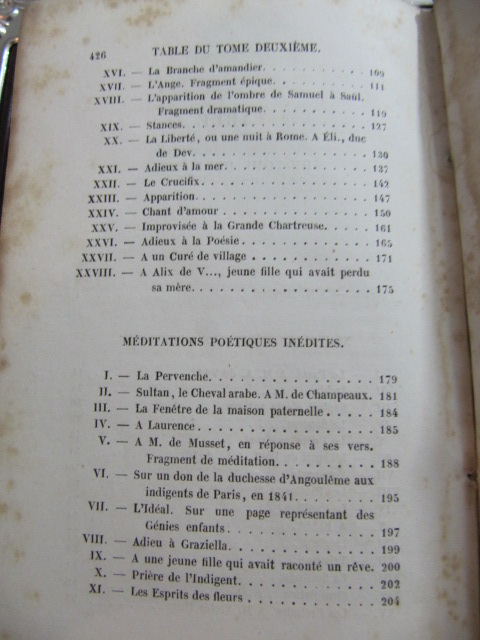 426 TABLE DU TOME DEUXIÈME.
XVI. — La Branche d'amandier. . . . . . . . . . 109
XVII. — L'Ange. Fragment épique. . . . . . . . . 111
XVIII. — L'apparition de l'ombre de Samuel à Saül.
Fragment dramatique. . . . . . . . . . 119
XIX. — Stances. . . . . . . . . . . . . . . . 127
XX. — La Liberté, ou une nuit à Rome. A Éli., duc
de Dev. . . . . . . . . . . . . . . . 130
XXI. — Adieux à la mer. . . . . . . . . . . . . 137
XXII. — Le Crucifix. . . . . . . . . . . . . . . 142
XXIII. — Apparition. . . . . . . . . . . . . . . 147
XXIV. — Chant d'amour . . . . . . . . . . . . . 150
XXV. — Improvisée à la Grande Chartreuse. . . . . 161
XXVI. — Adieux à la Poésie. . . . . . . . . . . . 165
XXVII. — A un Curé de village . . . . . . . . . . 171
XXVIII. — A Alix de V..., jeune fille qui avait perdu
sa mère. . . . . . . . . . . . . . . . 175
MÉDITATIONS POÉTIQUES INÉDITES.
I. — La Pervenche. . . . . . . . . . . . . . 179
II. — Sultan, le Cheval arabe. A M. de Champeaux. 181
III. — La Fenêtre de la maison paternelle . . . . . 184
IV. — A Laurence. . . . . . . . . . . . . . . 185
V. — A M. de Musset, en réponse à ses vers.
Fragment de méditation. . . . . . . . . 188
VI. — Sur un don de la duchesse d'Angoulême aux
indigents de Paris, en 1841. . . . . . . . 195
VII. — L'Idéal. Sur une page représentant des
Génies enfants. . . . . . . . . . . . . 197
VIII. — Adieu à Graziella. . . . . . . . . . . . 199
IX. — A une jeune fille qui avait raconté un rêve. 200
X. — Prière de l'Indigent. . . . . . . . . . . 202
XI. — Les Esprits des fleurs . . . . . . . . . . 204